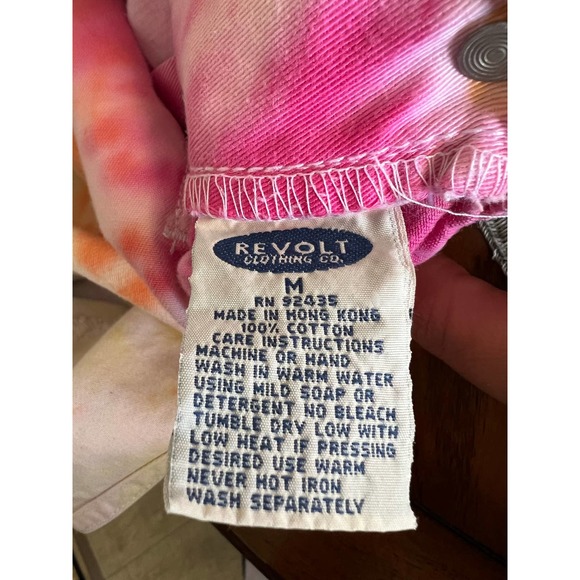 REVOLT
CLOTHING CO.
M
RN 92435
MADE IN HONG KONG
100% COTTON
CARE INSTRUCTIONS
MACHINE OR HAND
WASH IN WARM WATER
USING MILD SOAP OR
DETERGENT NO BLEACH
TUMBLE DRY LOW WITH
LOW HEAT IF PRESSING
DESIRED USE WARM
NEVER HOT IRON
WASH SEPARATELY